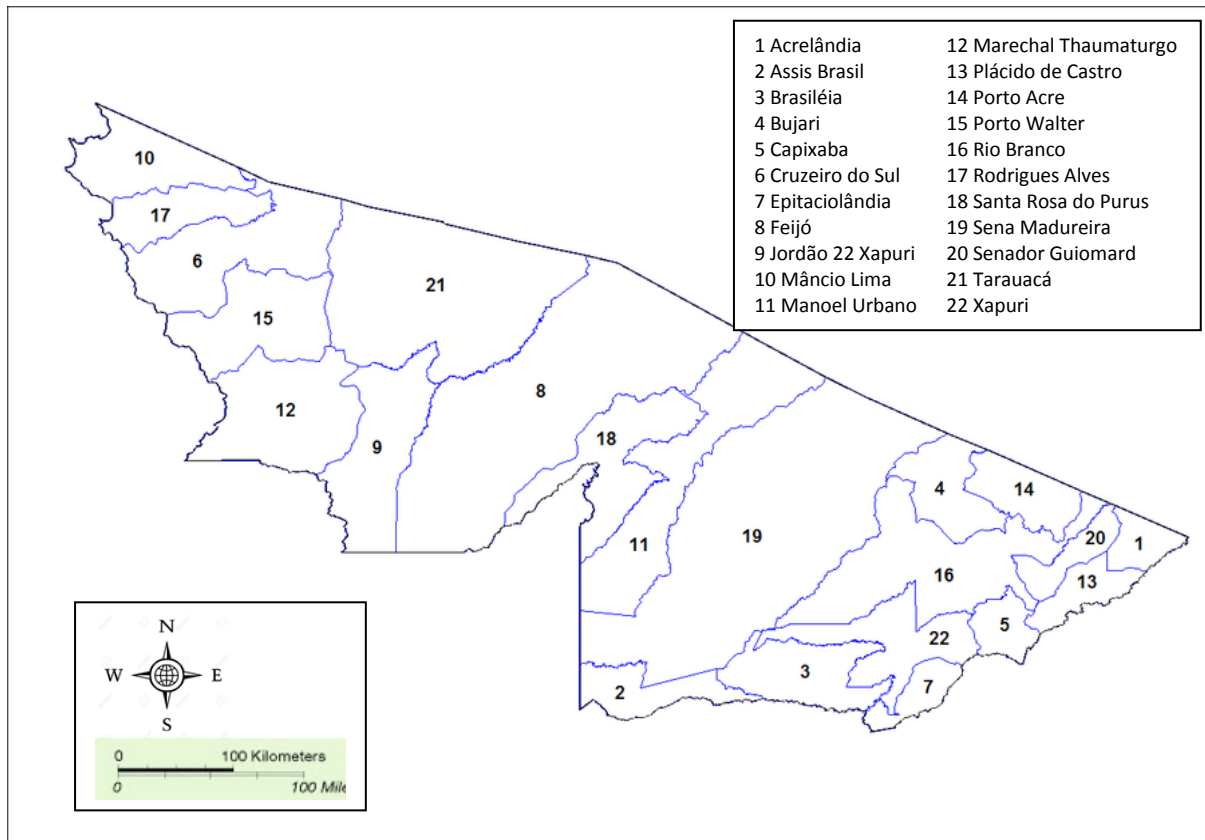 1 Acrelândia
2 Assis Brasil
3 Brasiléia
4 Bujari
5 Capixaba
6 Cruzeiro do Sul
7 Epitaciolândia
8 Feijó
9 Jordão 22 Xapuri
10 Mâncio Lima
11 Manoel Urbano
12 Marechal Thaumaturgo
13 Plácido de Castro
14 Porto Acre
15 Porto Walter
16 Rio Branco
17 Rodrigues Alves
18 Santa Rosa do Purus
19 Sena Madureira
20 Senador Guiomard
21 Tarauacá
22 Xapuri
10
17
6
21
15
8
12
18
9
4
14
11
19
20
1
16
13
5
22
3
7
2
N
W E
S
0 100 Kilometers
0 100 Mile